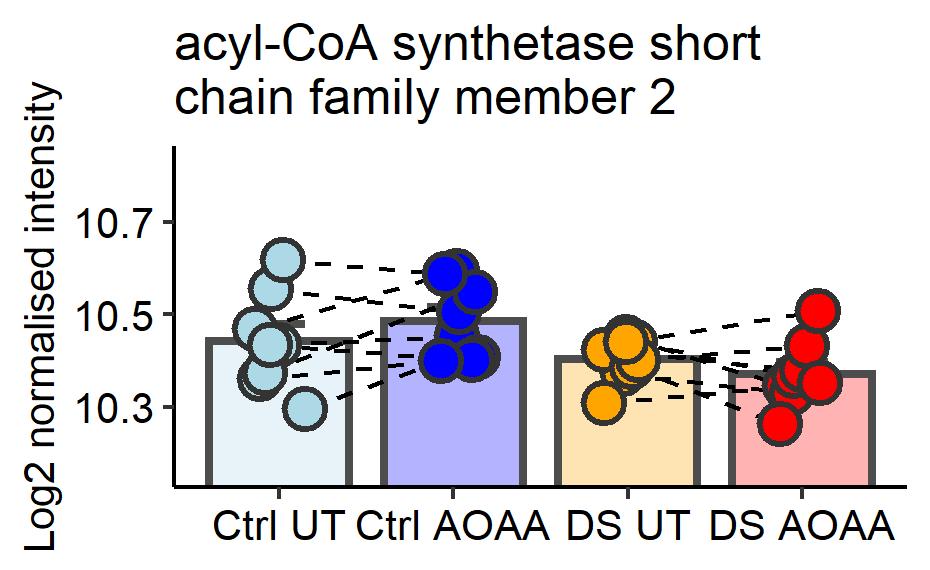 acyl-CoA synthetase short
chain family member 2
Log2 normalised intensity
10.7
10.5
10.3
Ctrl UT Ctrl AOAA DS UT DS AOAA